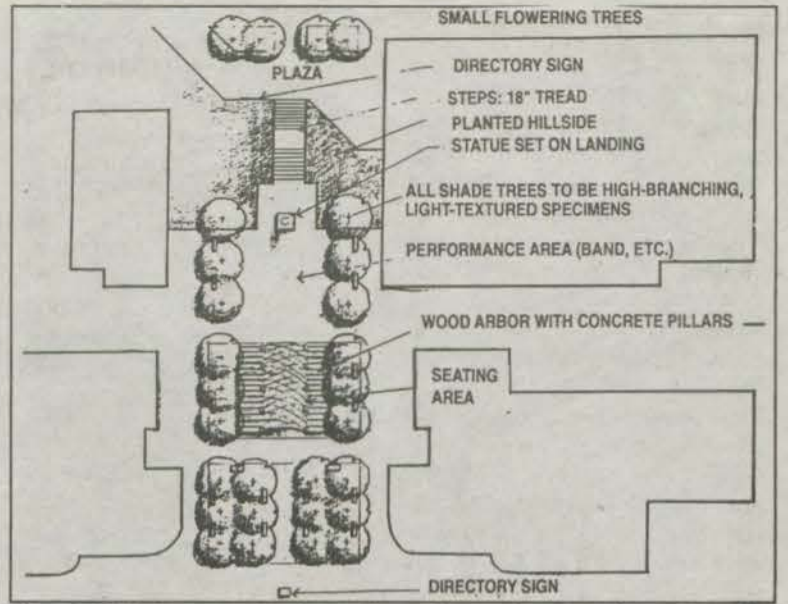 SMALL FLOWERING TREES
PLAZA
DIRECTORY SIGN
STEPS: 18" TREAD
PLANTED HILLSIDE
STATUE SET ON LANDING
ALL SHADE TREES TO BE HIGH-BRANCHING,
LIGHT-TEXTURED SPECIMENS
PERFORMANCE AREA (BAND, ETC.)
WOOD ARBOR WITH CONCRETE PILLARS
SEATING
AREA
DIRECTORY SIGN